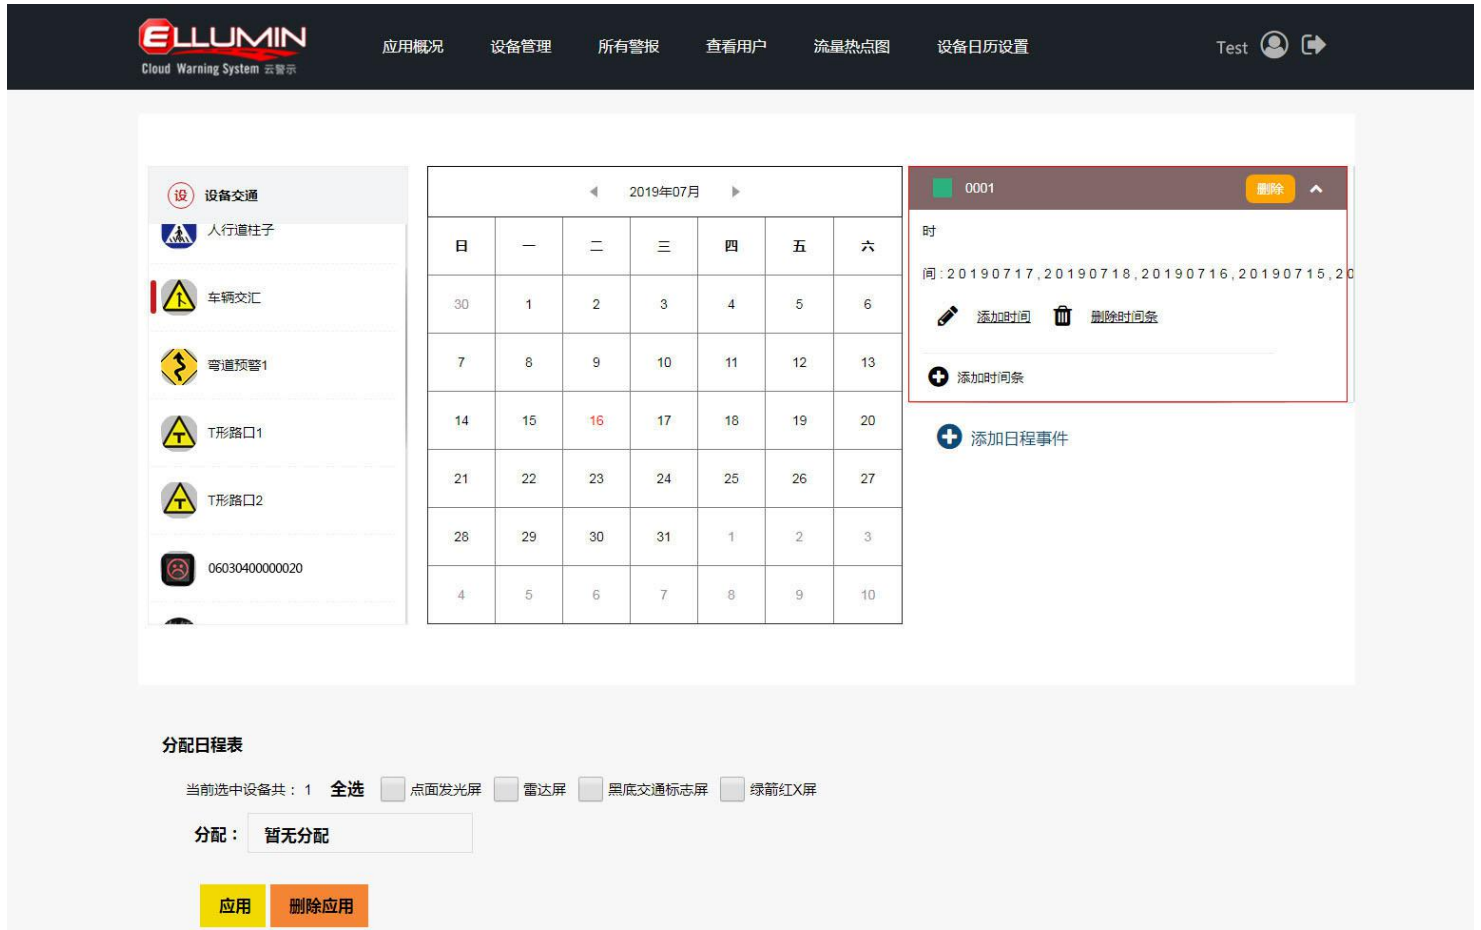 ELLUMIN
Cloud Warning System 云警示
应用概况 设备管理 所有警报 查看用户 流量热点图 设备日历设置
Test
设 设备交通
人行道柱子
车辆交汇
弯道预警1
T形路口1
T形路口2
06030400000020
2019年07月
日 一 二 三 四 五 六
30 1 2 3 4 5 6
7 8 9 10 11 12 13
14 15 16 17 18 19 20
21 22 23 24 25 26 27
28 29 30 31 1 2 3
4 5 6 7 8 9 10
0001 删除
时
间:20190717,20190718,20190716,20190715,20
添加时间 删除时间条
添加时间条
添加日程事件
分配日程表
当前选中设备共：1 全选 点面发光屏 雷达屏 黑底交通标志屏 绿箭红X屏
分配： 暂无分配
应用 删除应用